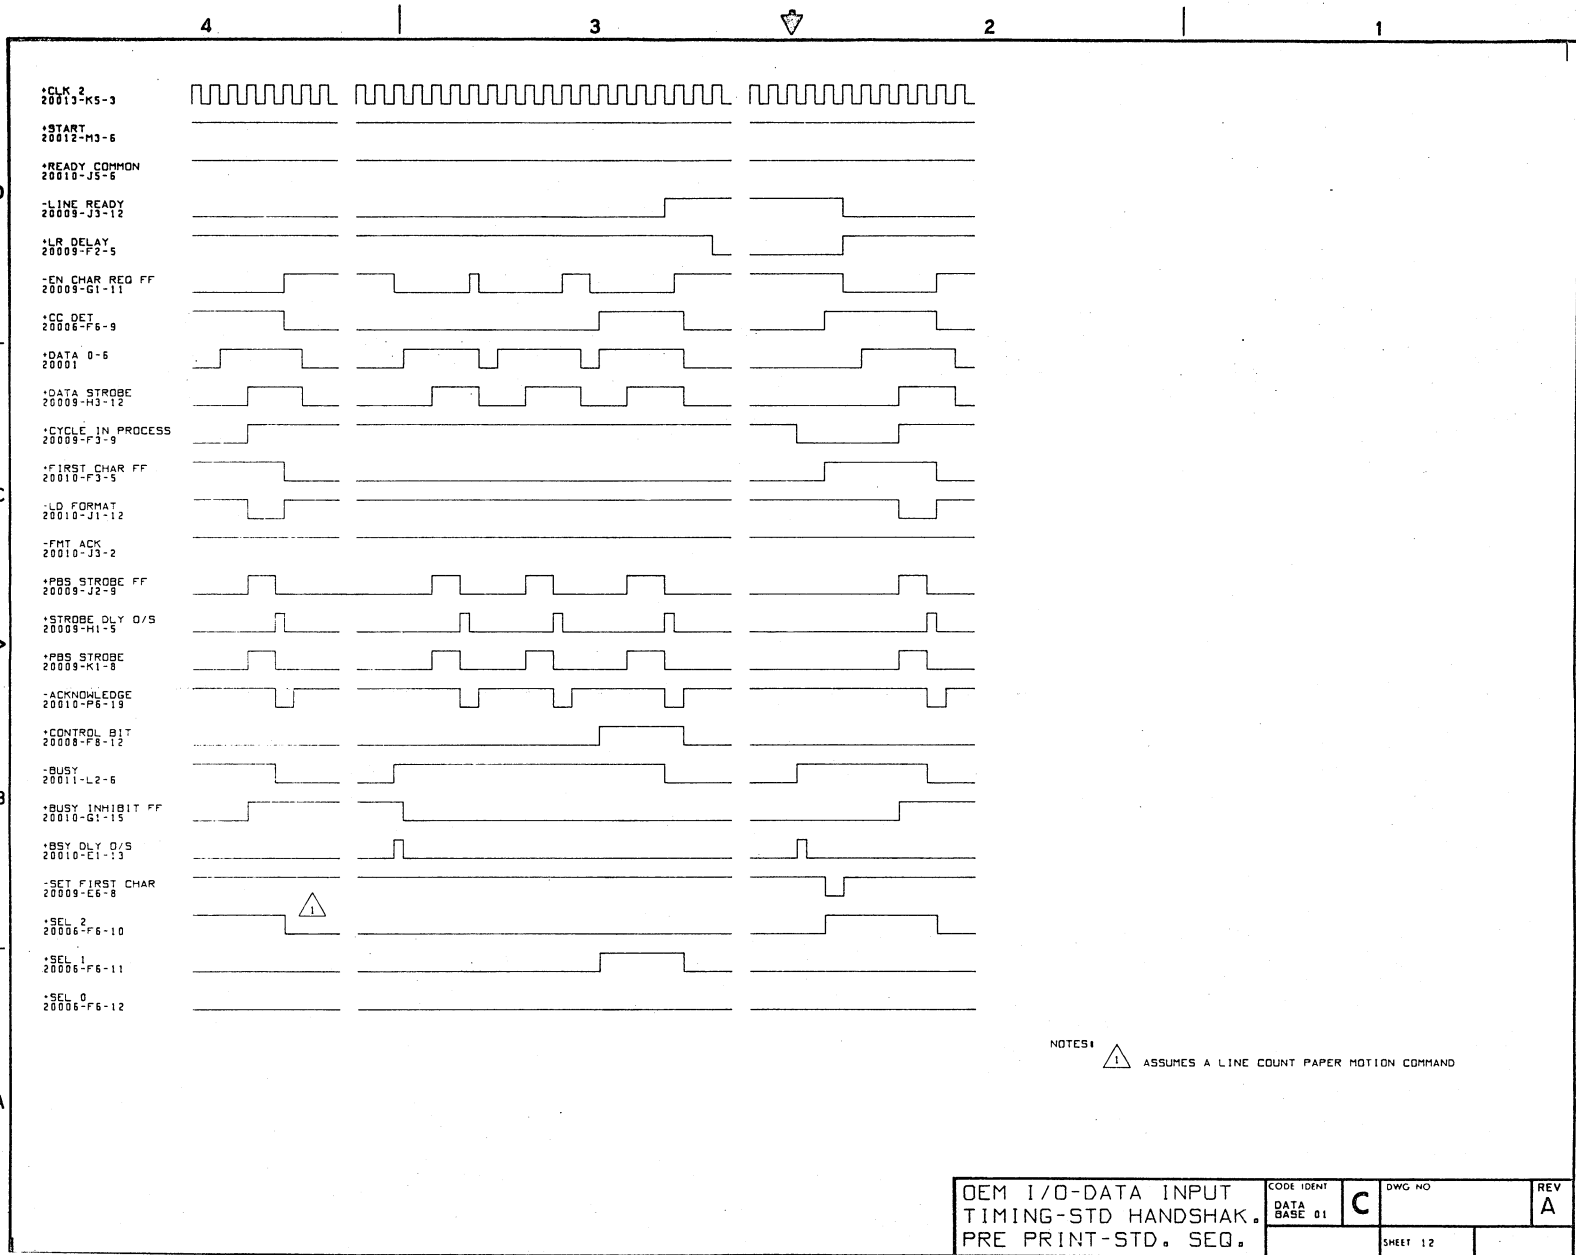 4 3 2 1
+CLK 2
20013-K5-3
+START
20012-M3-6
+READY COMMON
20010-J5-6
D
-LINE READY
20009-J3-12
+LR DELAY
20009-F2-5
-EN CHAR REQ FF
20009-G1-11
+CC DET
20006-F6-9
+DATA 0-6
20001
+DATA STROBE
20009-H3-12
+CYCLE IN PROCESS
20009-F3-9
+FIRST CHAR FF
20010-F3-5
C
-LD FORMAT
20010-J1-12
-FMT ACK
20010-J3-2
+PBS STROBE FF
20009-J2-9
+STROBE DLY O/S
20009-H1-5
+PBS STROBE
20009-K1-8
-ACKNOWLEDGE
20010-P6-19
+CONTROL BIT
20008-F8-12
-BUSY
20011-L2-6
B
+BUSY INHIBIT FF
20010-G1-15
+BSY DLY O/S
20010-E1-13
-SET FIRST CHAR
20009-E6-8
1
+SEL 2
20006-F6-10
+SEL 1
20006-F6-11
+SEL 0
20006-F6-12
NOTES:
1 ASSUMES A LINE COUNT PAPER MOTION COMMAND
A
OEM I/O-DATA INPUT
TIMING-STD HANDSHAK.
PRE PRINT-STD. SEQ.
CODE IDENT
DATA
BASE 01
C
DWG NO
REV
A
SHEET 12